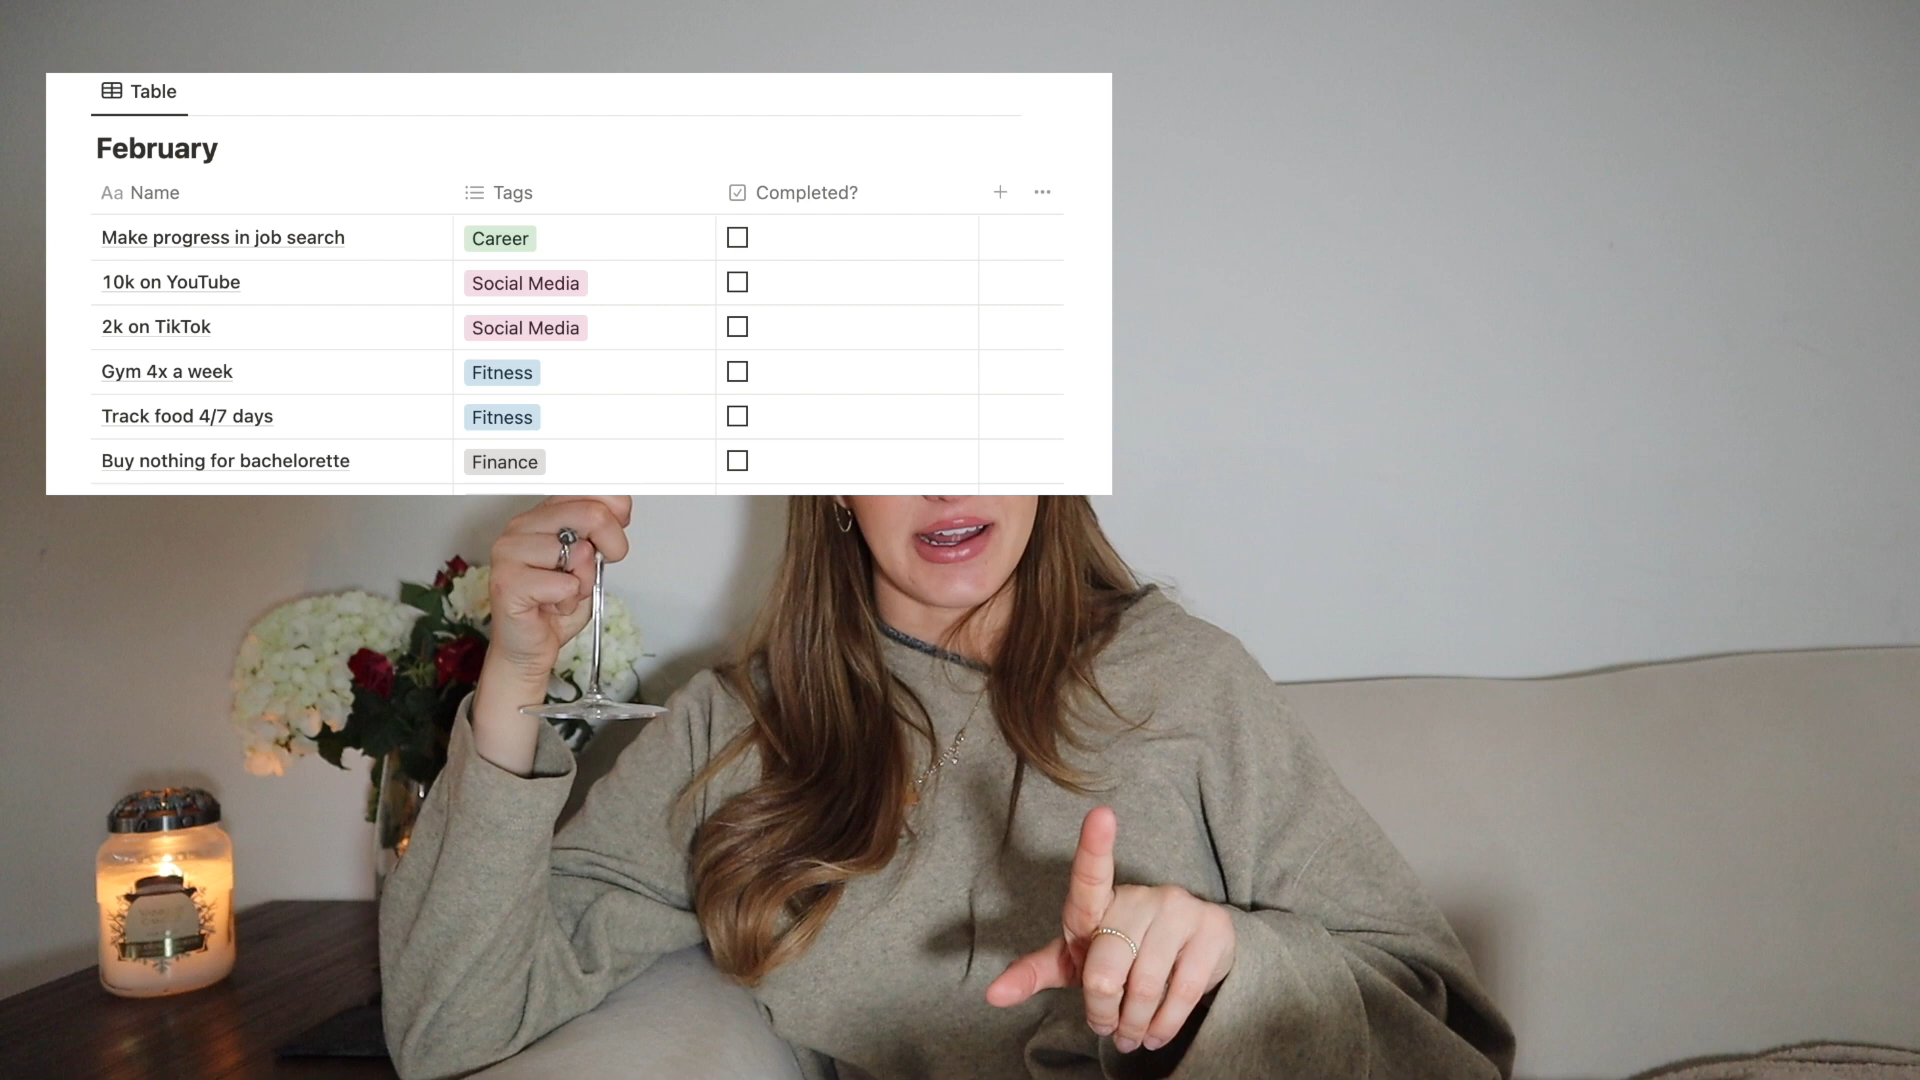 Table
February
Aa Name Tags Completed?
Make progress in job search Career
10k on YouTube Social Media
2k on TikTok Social Media
Gym 4x a week Fitness
Track food 4/7 days Fitness
Buy nothing for bachelorette Finance